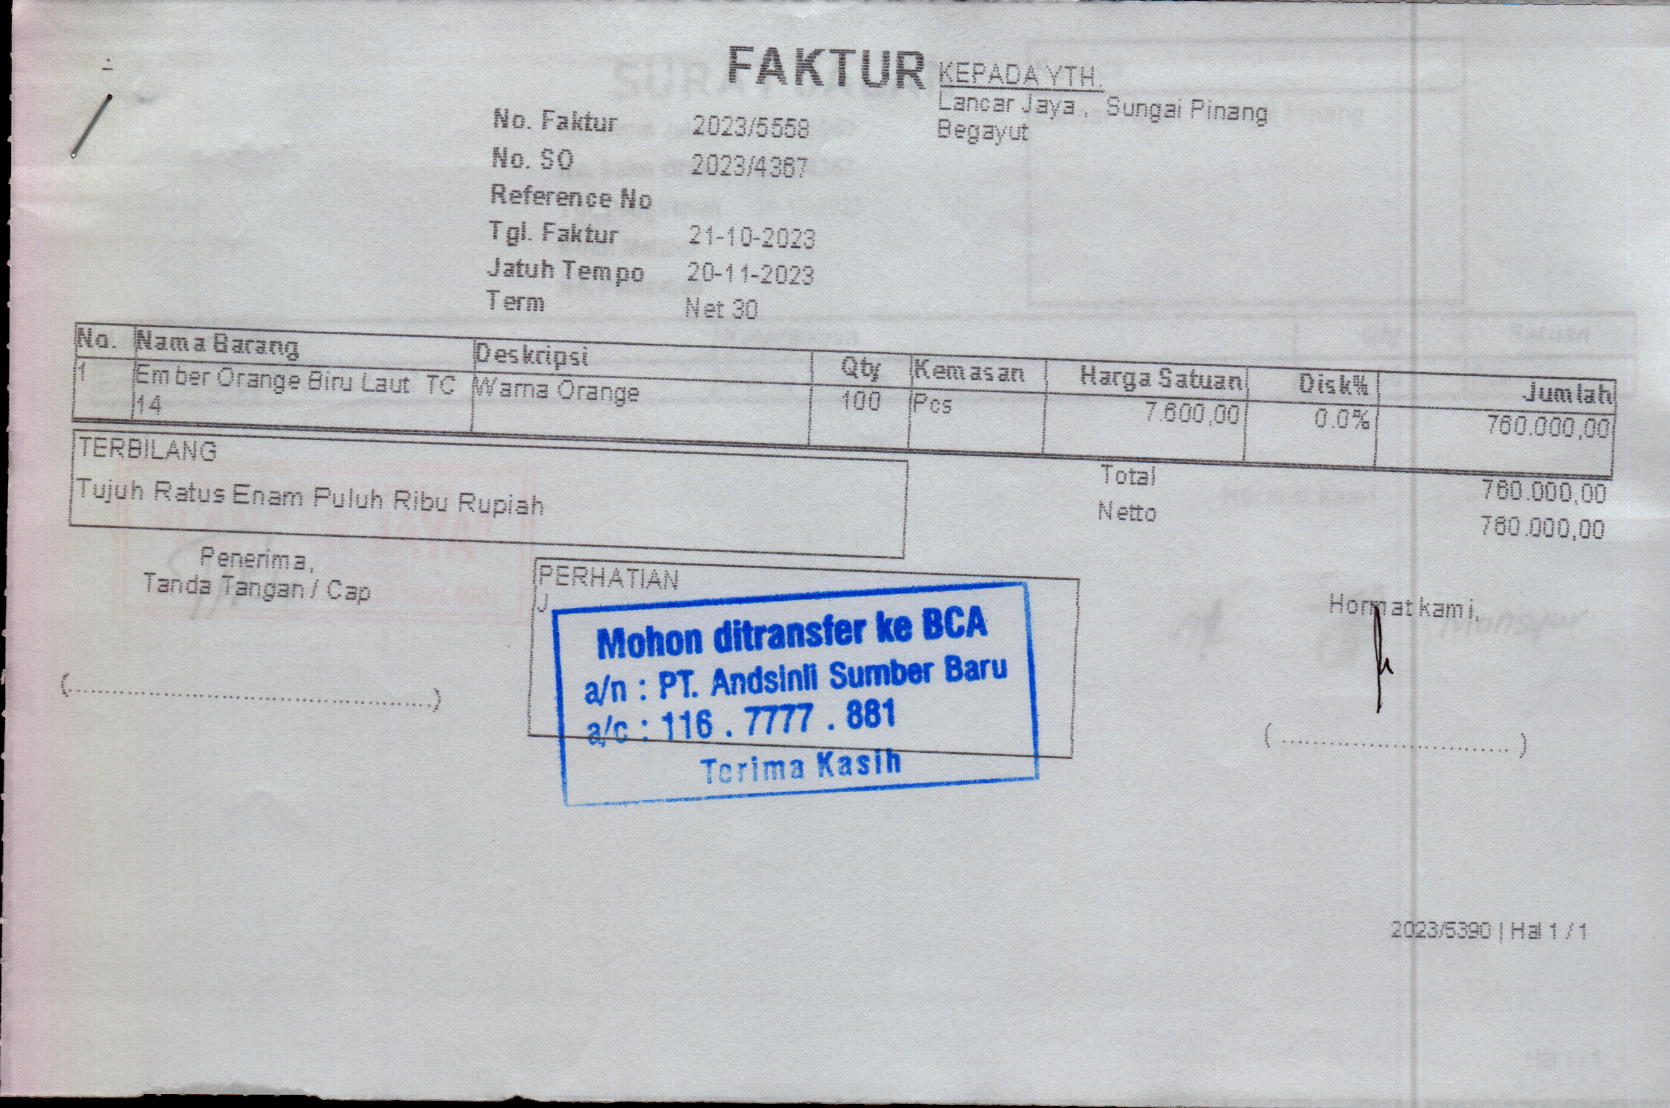 FAKTUR
KEPADA YTH.
Lancar Jaya , Sungai Pinang
Begayut
No. Faktur 2023/5558
No. SO 2023/4367
Reference No
Tgl. Faktur 21-10-2023
Jatuh Tempo 20-11-2023
Term Net 30
No. Nama Barang Deskripsi Qty Kemasan Harga Satuan Disk% Jumlah
1 Ember Orange Biru Laut TC Warna Orange 100 Pcs 7.600,00 0.0% 760.000,00
14
TERBILANG
Tujuh Ratus Enam Puluh Ribu Rupiah
Total 760.000,00
Netto 760.000,00
Penerima,
Tanda Tangan / Cap
(................................................)
PERHATIAN
J
Mohon ditransfer ke BCA
a/n : PT. Andsinli Sumber Baru
a/c : 116 . 7777 . 881
Terima Kasih
Hormat kami,
(................................)
2023/5390 | Hal 1 / 1